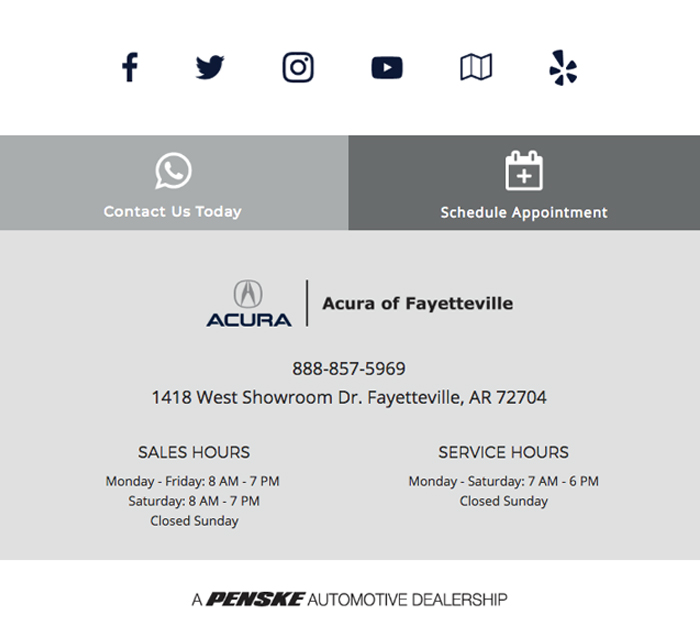 Contact Us Today
Schedule Appointment
ACURA
Acura of Fayetteville
888-857-5969
1418 West Showroom Dr. Fayetteville, AR 72704
SALES HOURS
Monday - Friday: 8 AM - 7 PM
Saturday: 8 AM - 7 PM
Closed Sunday
SERVICE HOURS
Monday - Saturday: 7 AM - 6 PM
Closed Sunday
A PENSKE AUTOMOTIVE DEALERSHIP